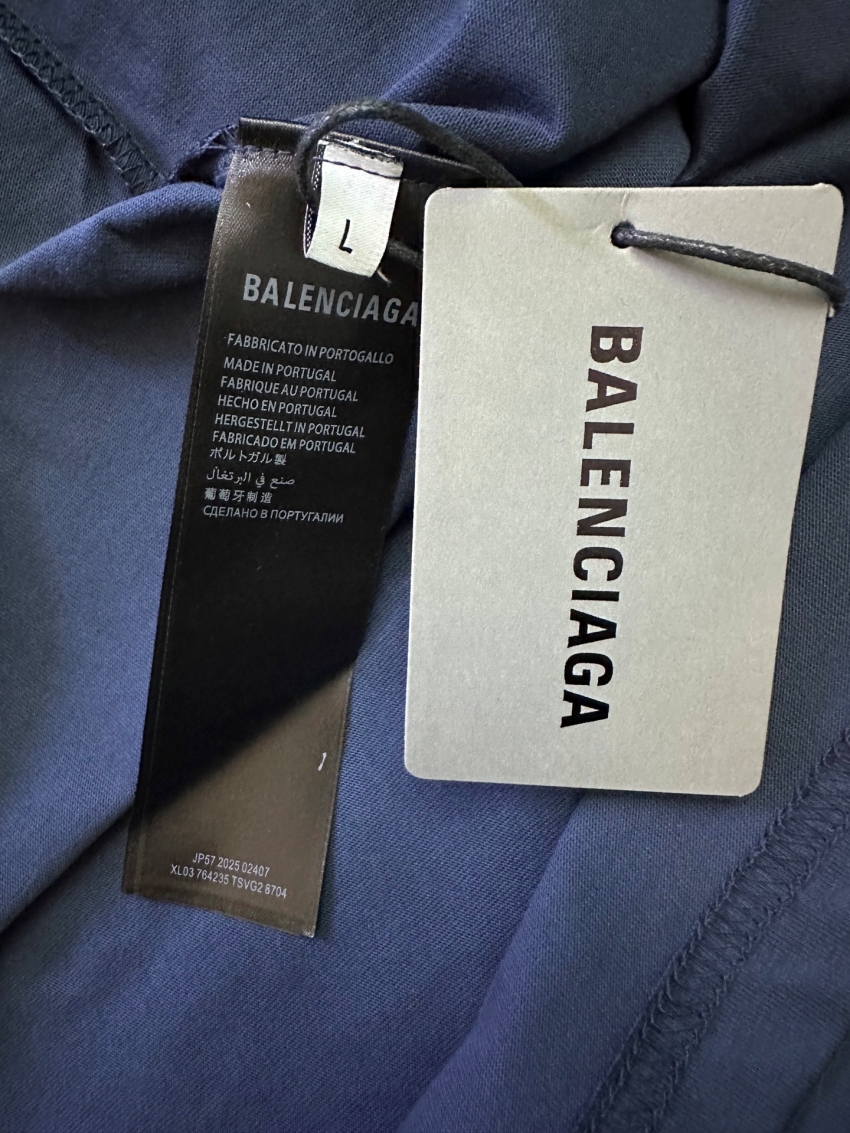 L
BALENCIAGA
FABBRICATO IN PORTOGALLO
MADE IN PORTUGAL
FABRIQUE AU PORTUGAL
HECHO EN PORTUGAL
HERGESTELLT IN PORTUGAL
FABRICADO EM PORTUGAL
ポルトガル製
صنع في البرتغال
葡萄牙制造
СДЕЛАНО В ПОРТУГАЛИИ
JP57 2025 02407
XL03 764235 TSVG2 8704
BALENCIAGA